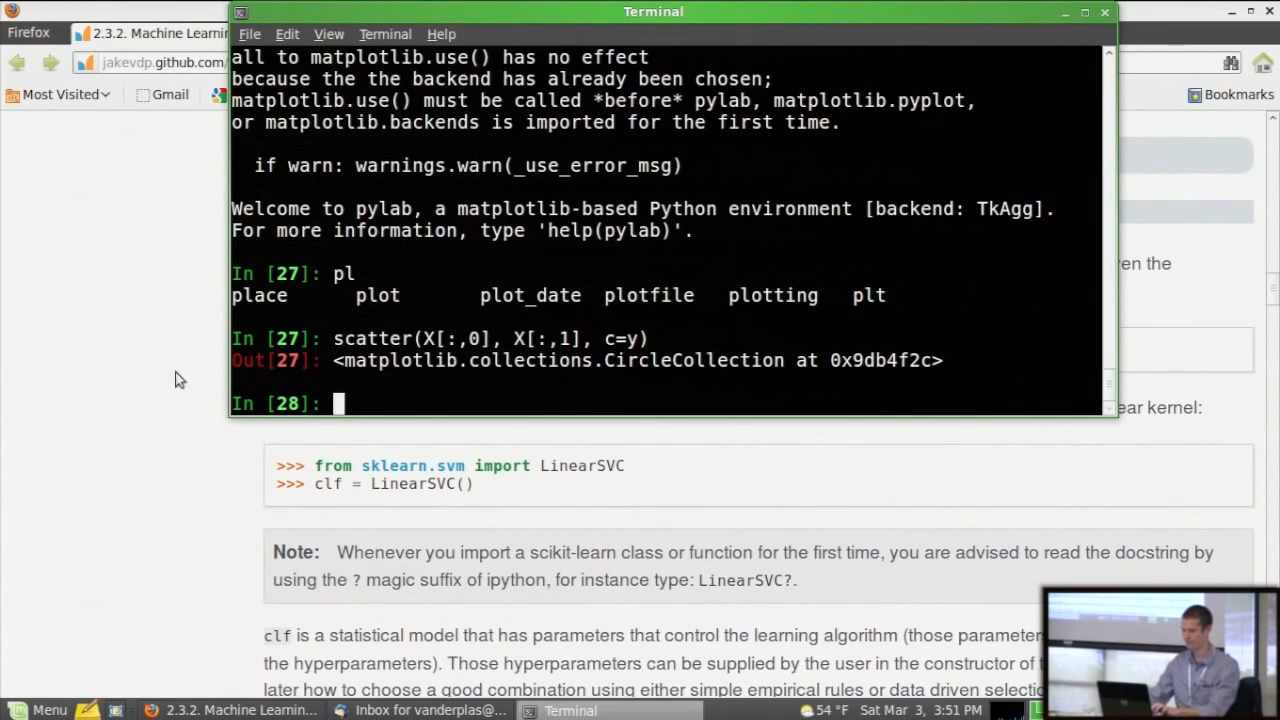 Terminal
Firefox
2.3.2. Machine Learnin
File Edit View Terminal Help
jakevdp.github.com/
Most Visited
Gmail
Bookmarks
all to matplotlib.use() has no effect
because the the backend has already been chosen;
matplotlib.use() must be called *before* pylab, matplotlib.pyplot,
or matplotlib.backends is imported for the first time.
if warn: warnings.warn(_use_error_msg)
Welcome to pylab, a matplotlib-based Python environment [backend: TkAgg].
For more information, type 'help(pylab)'.
en the
In [27]: pl
place plot plot_date plotfile plotting plt
In [27]: scatter(X[:,0], X[:,1], c=y)
Out[27]: <matplotlib.collections.CircleCollection at 0x9db4f2c>
In [28]:
ear kernel:
>>> from sklearn.svm import LinearSVC
>>> clf = LinearSVC()
Note: Whenever you import a scikit-learn class or function for the first time, you are advised to read the docstring by
using the ? magic suffix of ipython, for instance type: LinearSVC?.
clf is a statistical model that has parameters that control the learning algorithm (those parameter
the hyperparameters). Those hyperparameters can be supplied by the user in the constructor of t
later how to choose a good combination using either simple empirical rules or data driven selectio
Menu
2.3.2. Machine Learnin...
Inbox for vanderplas@...
Terminal
54 °F Sat Mar 3, 3:51 PM